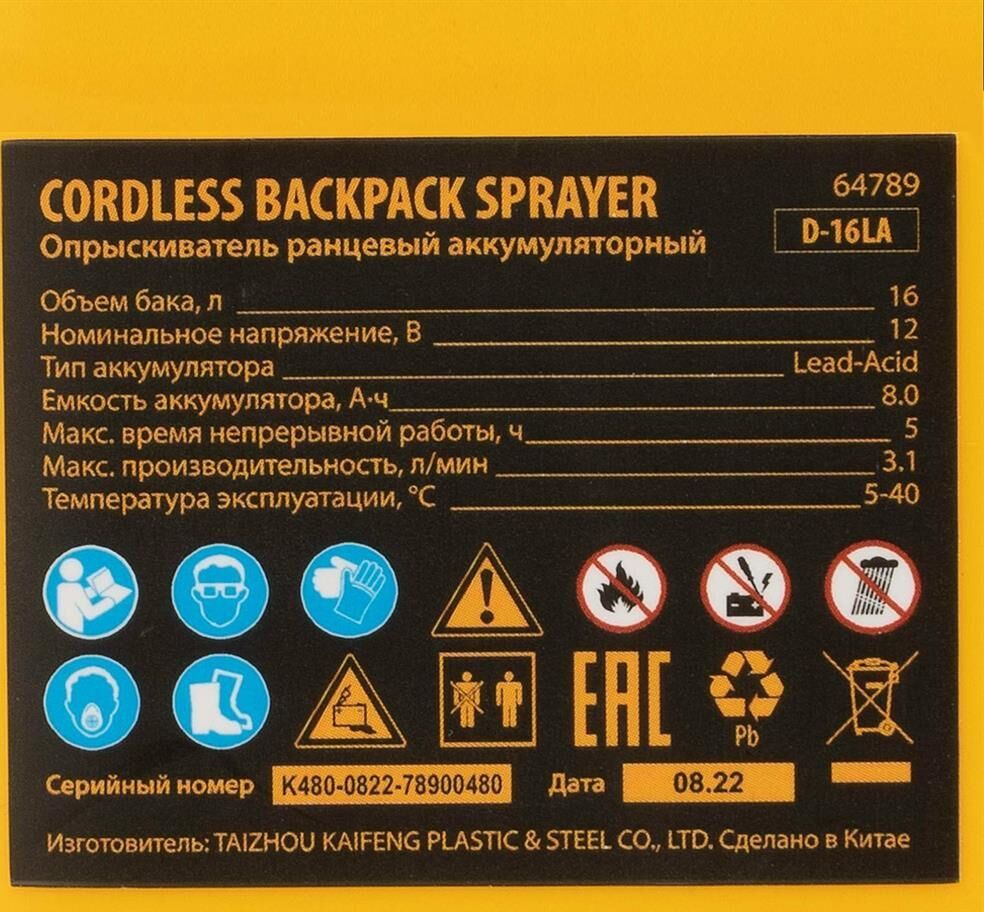 CORDLESS BACKPACK SPRAYER 64789
Опрыскиватель ранцевый аккумуляторный D-16LA
Объем бака, л 16
Номинальное напряжение, В 12
Тип аккумулятора Lead-Acid
Емкость аккумулятора, А·ч 8.0
Макс. время непрерывной работы, ч 5
Макс. производительность, л/мин 3.1
Температура эксплуатации, °C 5-40
EAC
Pb
Серийный номер K480-0822-78900480 Дата 08.22
Изготовитель: TAIZHOU KAIFENG PLASTIC & STEEL CO., LTD. Сделано в Китае